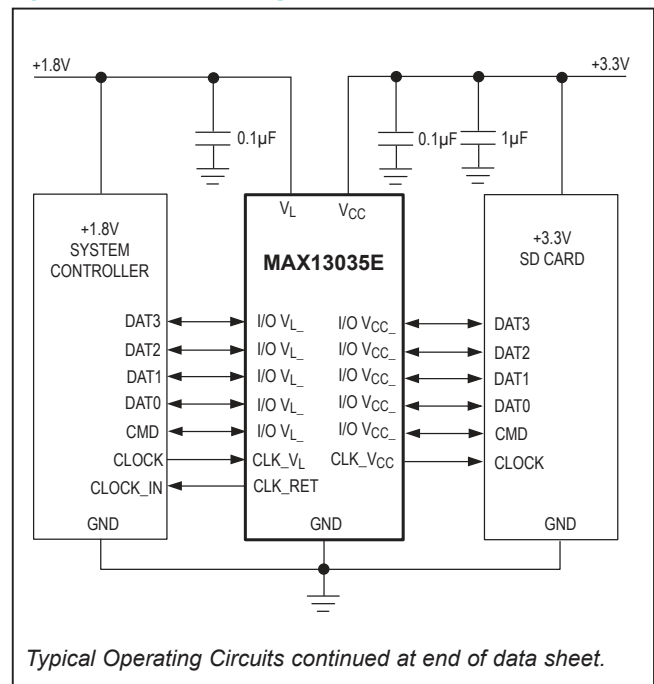 +1.8V
+3.3V
0.1µF
0.1µF
1µF
+1.8V
SYSTEM
CONTROLLER
DAT3
DAT2
DAT1
DAT0
CMD
CLOCK
CLOCK_IN
GND
VL
VCC
MAX13035E
I/O VL_
I/O VCC_
I/O VL_
I/O VCC_
I/O VL_
I/O VCC_
I/O VL_
I/O VCC_
I/O VL_
I/O VCC_
CLK_VL
CLK_VCC
CLK_RET
GND
+3.3V
SD CARD
DAT3
DAT2
DAT1
DAT0
CMD
CLOCK
GND
Typical Operating Circuits continued at end of data sheet.